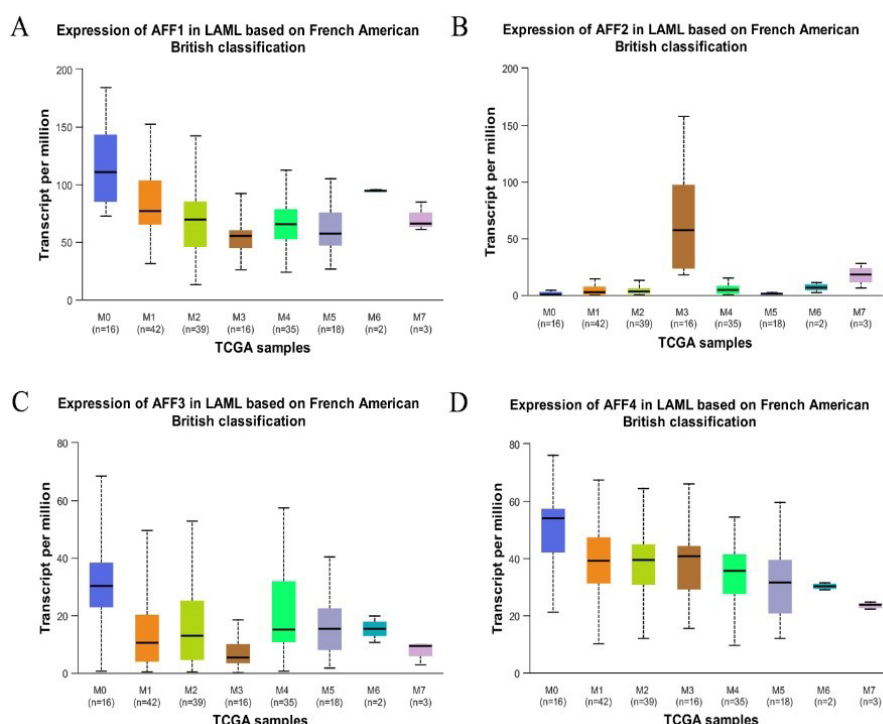 A
Expression of AFF1 in LAML based on French American
British classification
Transcript per million
200
150
100
50
0
M0 M1 M2 M3 M4 M5 M6 M7
(n=16) (n=42) (n=39) (n=16) (n=35) (n=18) (n=2) (n=3)
TCGA samples
B
Expression of AFF2 in LAML based on French American
British classification
Transcript per million
200
150
100
50
0
M0 M1 M2 M3 M4 M5 M6 M7
(n=16) (n=42) (n=39) (n=16) (n=35) (n=18) (n=2) (n=3)
TCGA samples
C
Expression of AFF3 in LAML based on French American
British classification
Transcript per million
80
60
40
20
0
M0 M1 M2 M3 M4 M5 M6 M7
(n=16) (n=42) (n=39) (n=16) (n=35) (n=18) (n=2) (n=3)
TCGA samples
D
Expression of AFF4 in LAML based on French American
British classification
Transcript per million
80
60
40
20
0
M0 M1 M2 M3 M4 M5 M6 M7
(n=16) (n=42) (n=39) (n=16) (n=35) (n=18) (n=2) (n=3)
TCGA samples